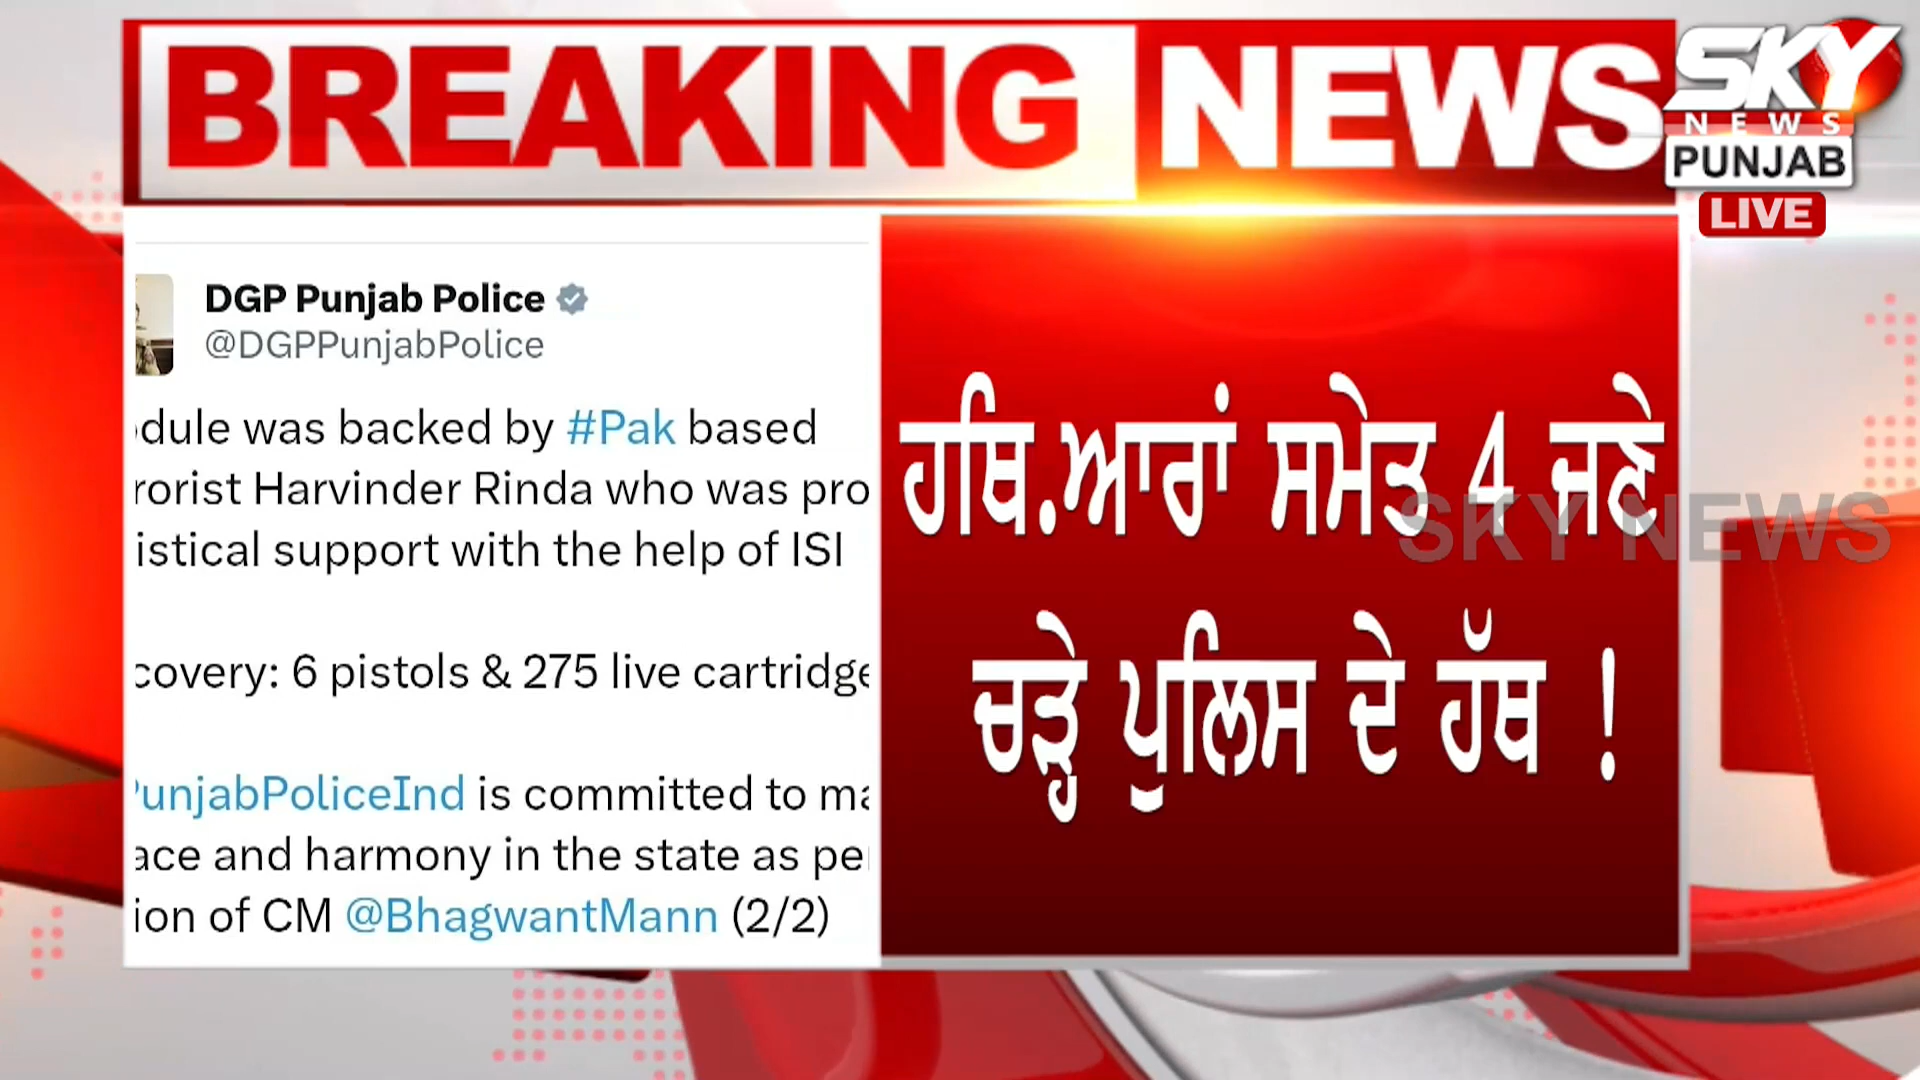 BREAKING NEWS
SKY
NEWS
PUNJAB
LIVE
DGP Punjab Police
@DGPPunjabPolice
dule was backed by #Pak based
rorist Harvinder Rinda who was pro
istical support with the help of ISI
covery: 6 pistols & 275 live cartridge
PunjabPoliceInd is committed to ma
ace and harmony in the state as per
ion of CM @BhagwantMann (2/2)
ਹਥਿ.ਆਰਾਂ ਸਮੇਤ 4 ਜਣੇ
ਚੜ੍ਹੇ ਪੁਲਿਸ ਦੇ ਹੱਥ !
SKY NEWS